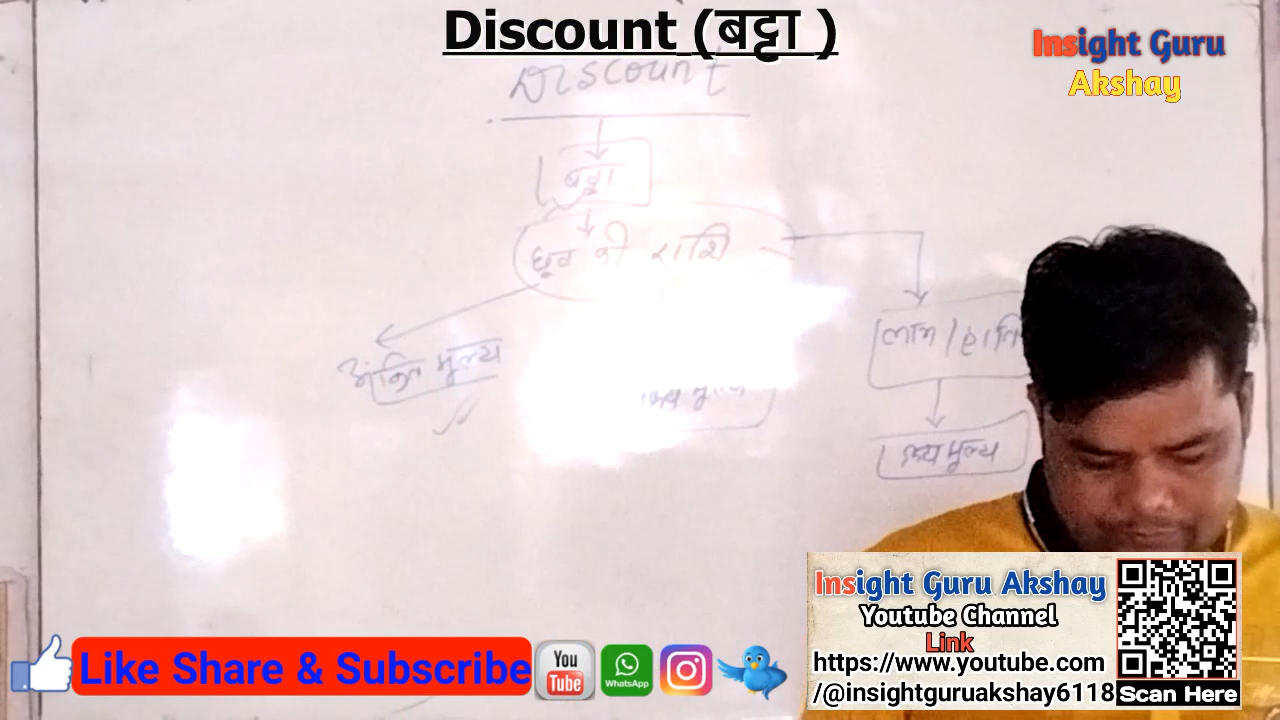 Discount (बट्टा )
Insight Guru
Akshay
Discount
बट्टा
छूट की राशि
अंकित मूल्य
लाभ / हानि
मूल्य
Insight Guru Akshay
Youtube Channel
Link
https://www.youtube.com
/@insightguruakshay6118
Scan Here
Like Share & Subscribe
You
Tube
WhatsApp